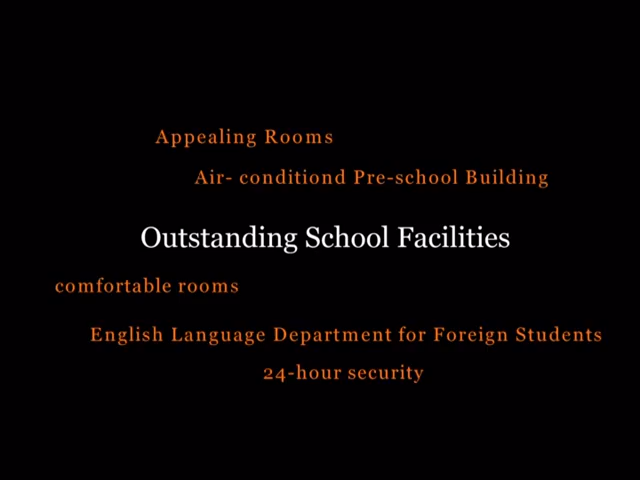 Appealing Rooms
Air- conditiond Pre-school Building
Outstanding School Facilities
comfortable rooms
English Language Department for Foreign Students
24-hour security